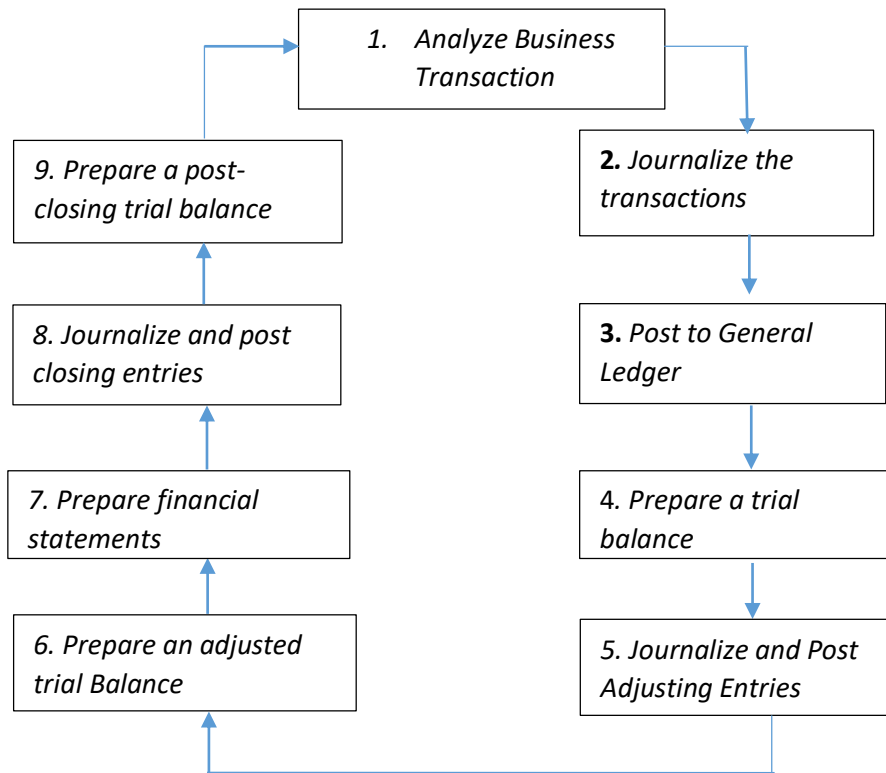 1. Analyze Business
Transaction
2. Journalize the
transactions
3. Post to General
Ledger
4. Prepare a trial
balance
5. Journalize and Post
Adjusting Entries
6. Prepare an adjusted
trial Balance
7. Prepare financial
statements
8. Journalize and post
closing entries
9. Prepare a post-
closing trial balance